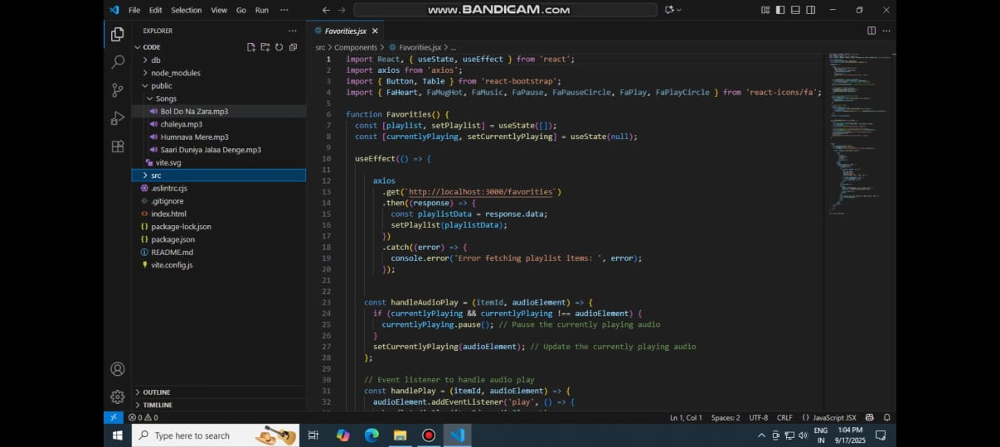 File Edit Selection View Go Run ···
www.BANDICAM.com
EXPLORER
CODE
db
node_modules
public
Songs
Bol Do Na Zara.mp3
chaleya.mp3
Humnava Mere.mp3
Saari Duniya Jalaa Denge.mp3
vite.svg
src
.eslintrc.cjs
.gitignore
index.html
package-lock.json
package.json
README.md
vite.config.js
OUTLINE
TIMELINE
Favorities.jsx
src > Components > Favorities.jsx > ...
1 import React, { useState, useEffect } from 'react';
2 import axios from 'axios';
3 import { Button, Table } from 'react-bootstrap';
4 import { FaHeart, FaMugHot, FaMusic, FaPause, FaPauseCircle, FaPlay, FaPlayCircle } from 'react-icons/fa';
5
6 function Favorities() {
7 const [playlist, setPlaylist] = useState([]);
8 const [currentlyPlaying, setCurrentlyPlaying] = useState(null);
9
10 useEffect(() => {
11
12 axios
13 .get(`http://localhost:3000/favorities`)
14 .then((response) => {
15 const playlistData = response.data;
16 setPlaylist(playlistData);
17 })
18 .catch((error) => {
19 console.error('Error fetching playlist items: ', error);
20 });
21
22
23 const handleAudioPlay = (itemId, audioElement) => {
24 if (currentlyPlaying && currentlyPlaying !== audioElement) {
25 currentlyPlaying.pause(); // Pause the currently playing audio
26 }
27 setCurrentlyPlaying(audioElement); // Update the currently playing audio
28 };
29
30 // Event listener to handle audio play
31 const handlePlay = (itemId, audioElement) => {
32 audioElement.addEventListener('play', () => {
0 0
Ln 1, Col 1 Spaces: 2 UTF-8 CRLF {} JavaScript JSX
Type here to search
ENG
IN
1:04 PM
9/17/2025